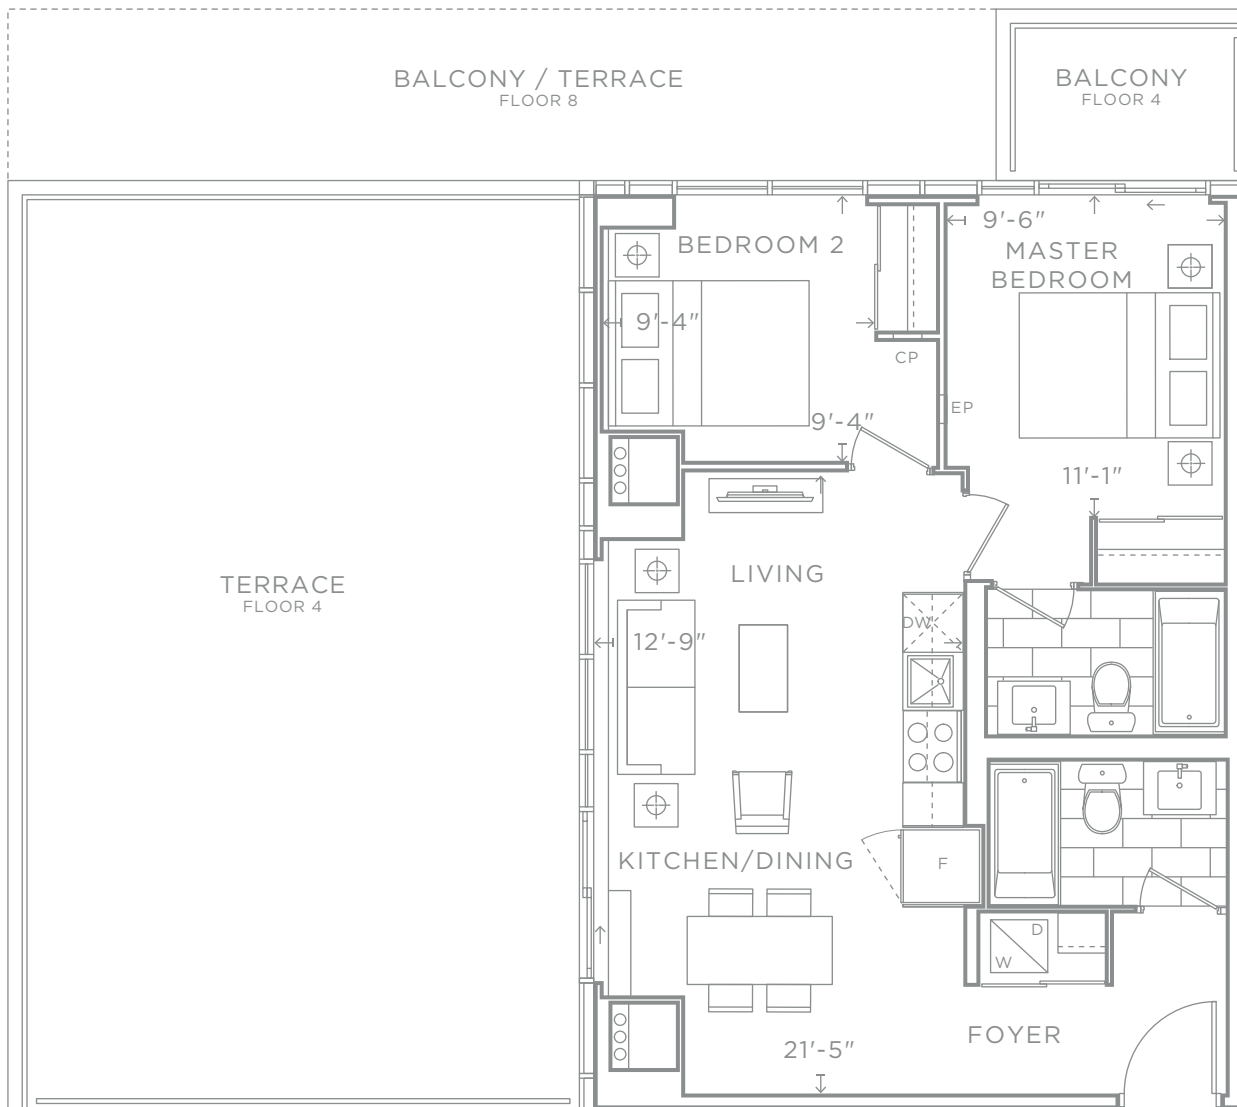 BALCONY / TERRACE
FLOOR 8
BALCONY
FLOOR 4
9'-6"
BEDROOM 2
MASTER
BEDROOM
9'-4"
CP
EP
9'-4"
11'-1"
LIVING
TERRACE
FLOOR 4
DW
12'-9"
KITCHEN/DINING
F
D
W
FOYER
21'-5"